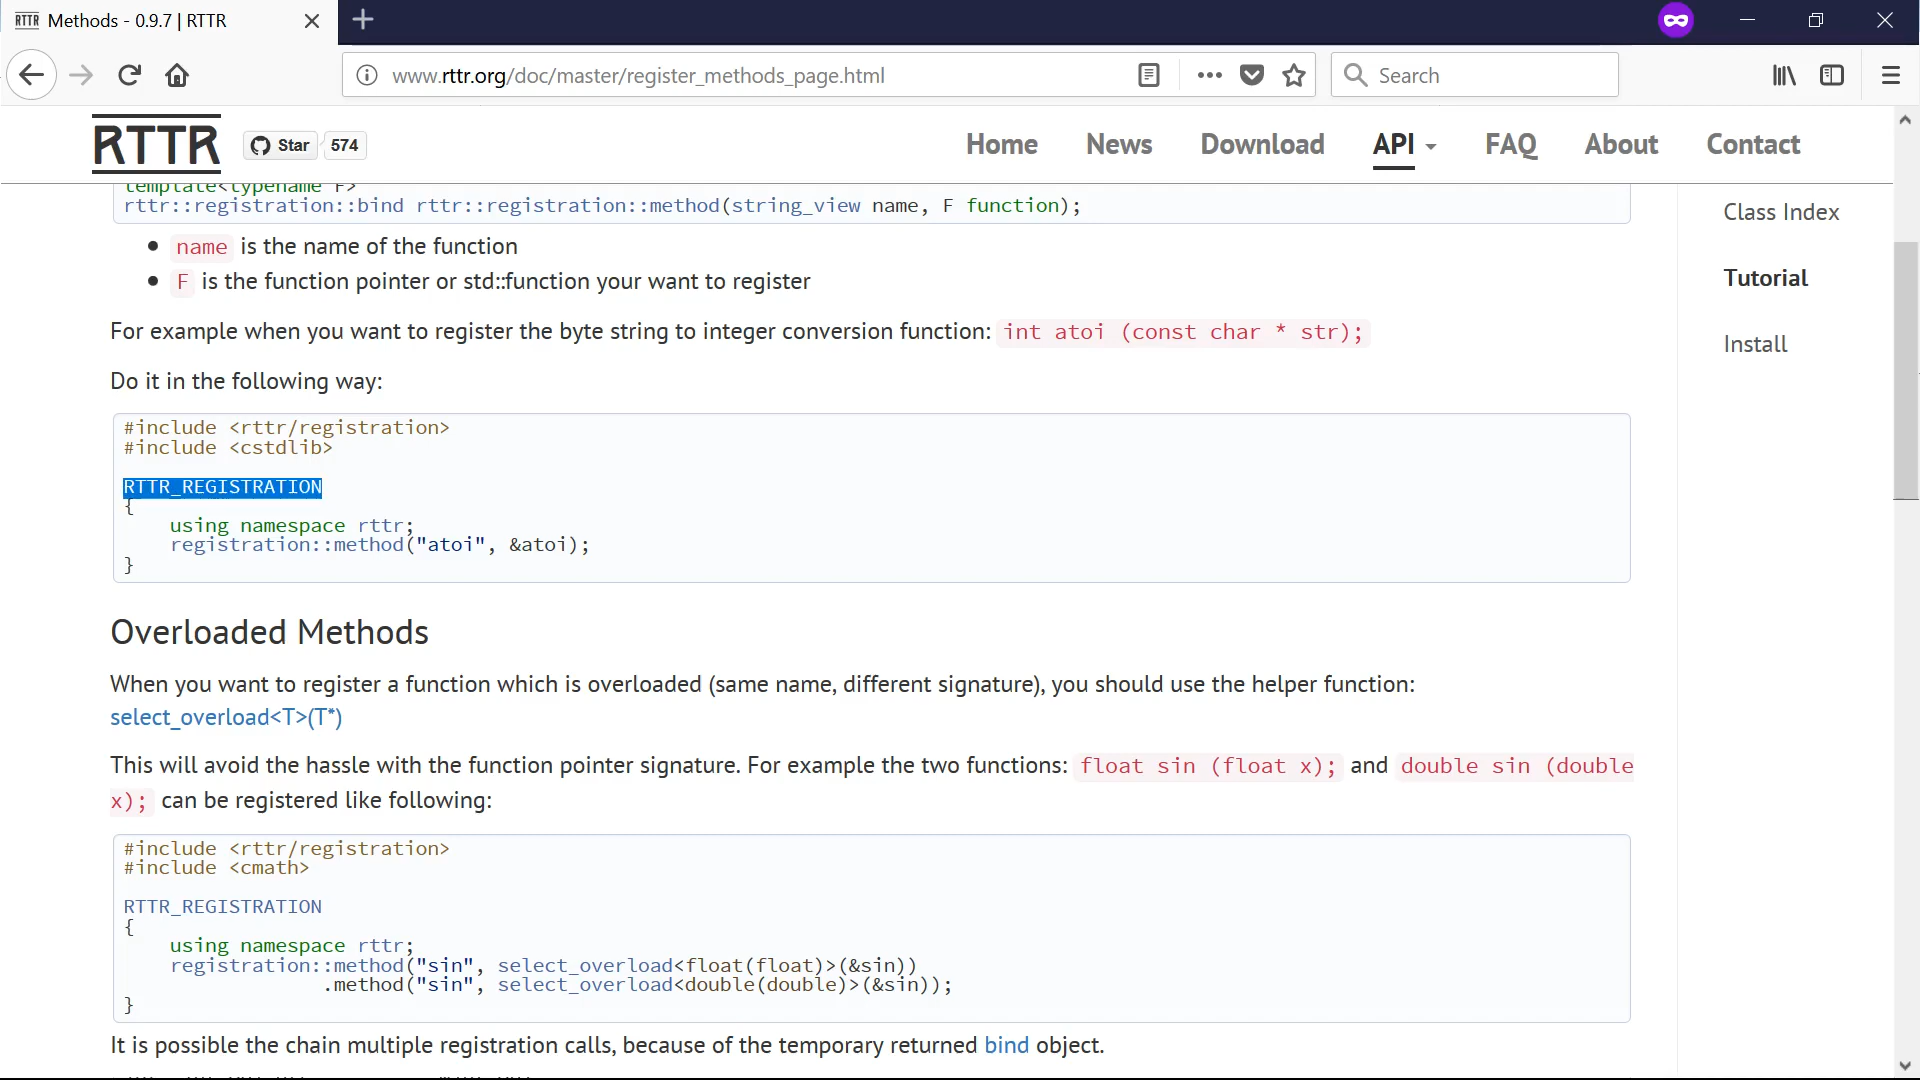 RTTR Methods - 0.9.7 | RTTR
www.rttr.org/doc/master/register_methods_page.html
Search
RTTR
Star 574
Home News Download API FAQ About Contact
template<typename F>
rttr::registration::bind rttr::registration::method(string_view name, F function);
name is the name of the function
F is the function pointer or std::function your want to register
For example when you want to register the byte string to integer conversion function: int atoi (const char * str);
Do it in the following way:
#include <rttr/registration>
#include <cstdlib>
RTTR_REGISTRATION
{
using namespace rttr;
registration::method("atoi", &atoi);
}
Overloaded Methods
When you want to register a function which is overloaded (same name, different signature), you should use the helper function:
select_overload<T>(T*)
This will avoid the hassle with the function pointer signature. For example the two functions: float sin (float x); and double sin (double
x); can be registered like following:
#include <rttr/registration>
#include <cmath>
RTTR_REGISTRATION
{
using namespace rttr;
registration::method("sin", select_overload<float(float)>(&sin))
.method("sin", select_overload<double(double)>(&sin));
}
It is possible the chain multiple registration calls, because of the temporary returned bind object.
Class Index
Tutorial
Install